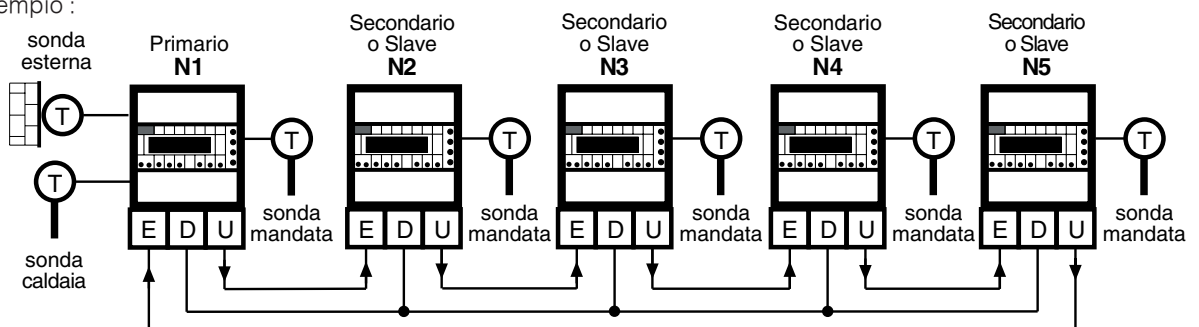 empio :
sonda
esterna
Primario
N1
Secondario
o Slave
N2
Secondario
o Slave
N3
Secondario
o Slave
N4
Secondario
o Slave
N5
T
T
T
T
T
T
T
E D U
sonda
mandata
E D U
sonda
mandata
E D U
sonda
mandata
E D U
sonda
mandata
E D U
sonda
mandata
sonda
caldaia